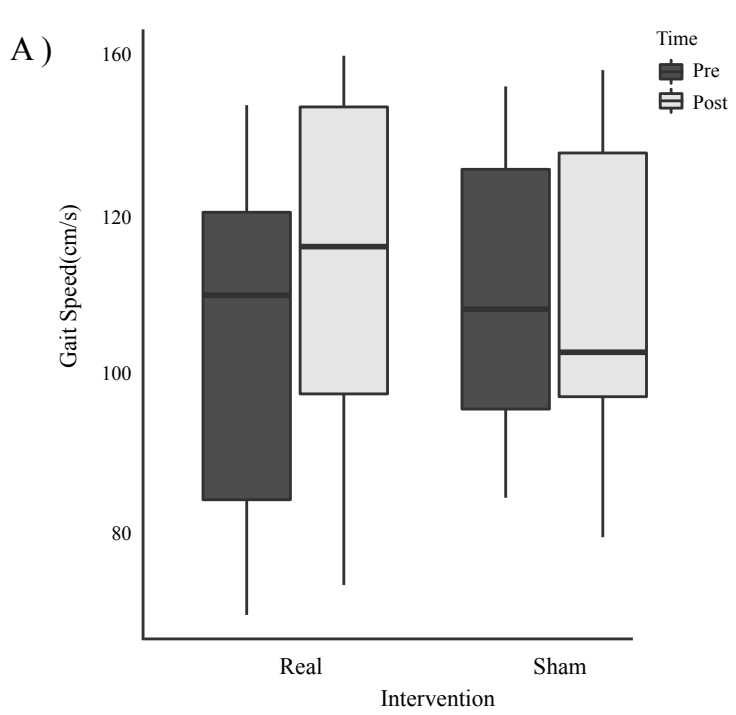 A )
Time
Pre
Post
160
120
100
80
Gait Speed(cm/s)
Real
Sham
Intervention